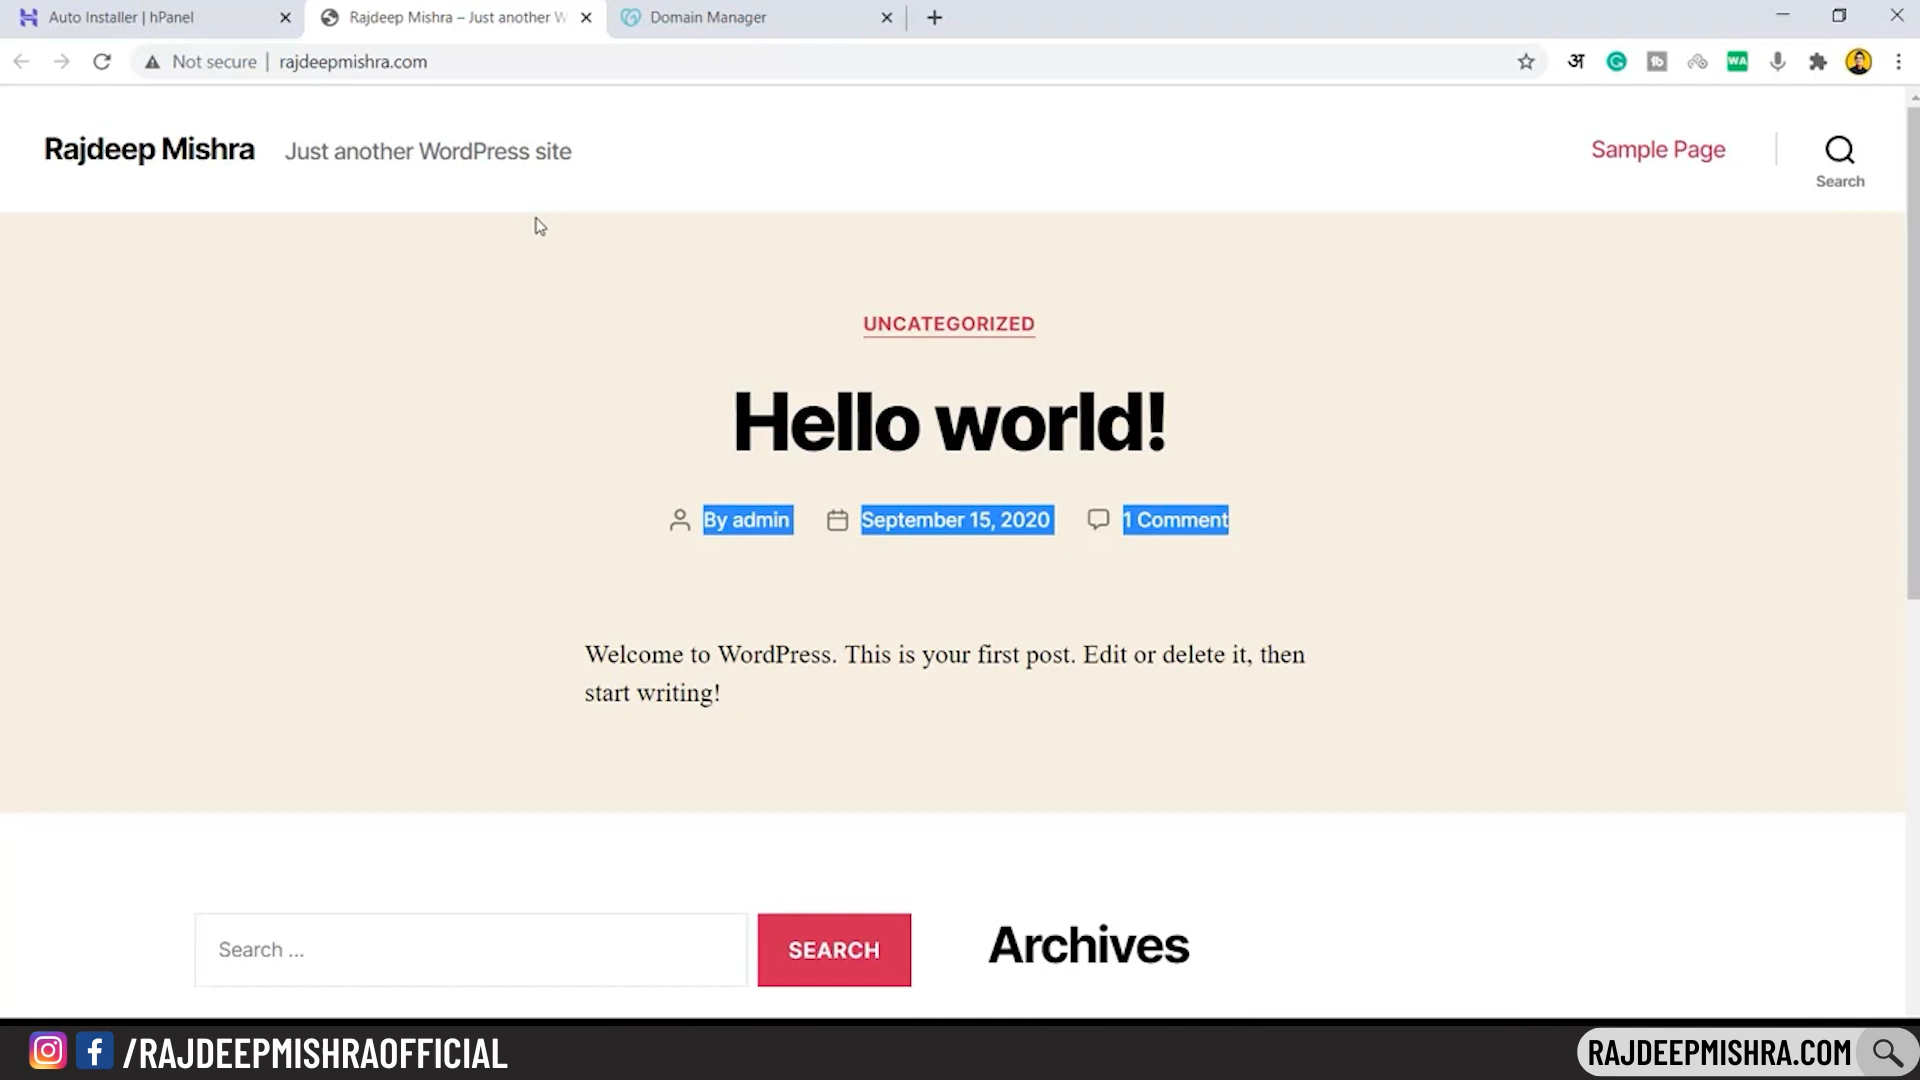 Auto Installer | hPanel
Rajdeep Mishra – Just another W
Domain Manager
Not secure | rajdeepmishra.com
अ
WA
Rajdeep Mishra
Just another WordPress site
Sample Page
Search
UNCATEGORIZED
Hello world!
By admin
September 15, 2020
1 Comment
Welcome to WordPress. This is your first post. Edit or delete it, then
start writing!
Search ...
SEARCH
Archives
/RAJDEEPMISHRAOFFICIAL
RAJDEEPMISHRA.COM